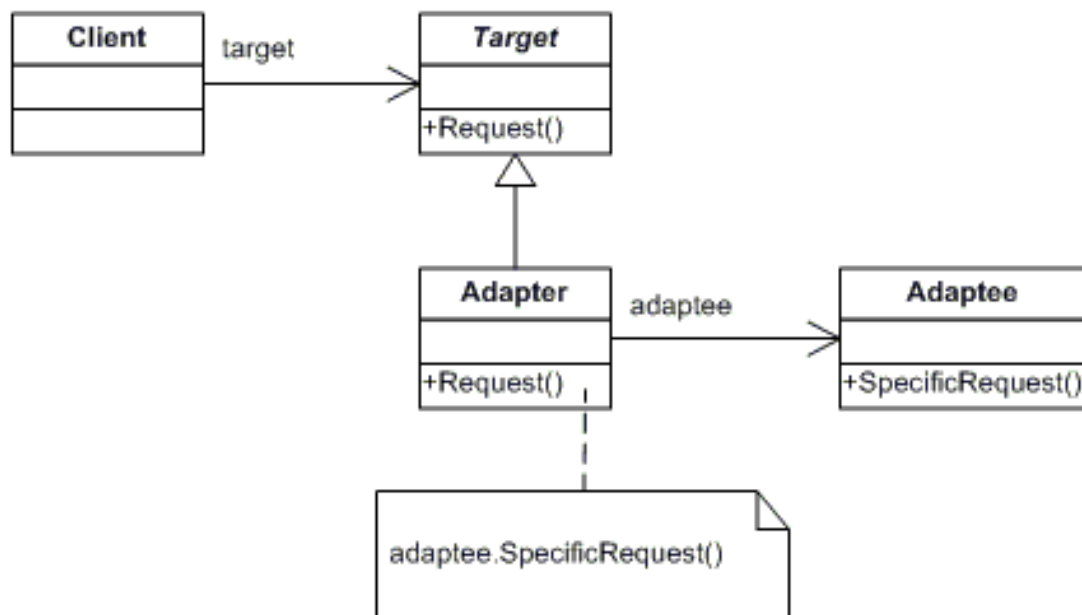 Client
target
Target
+Request()
Adapter
adaptee
Adaptee
+Request()
+SpecificRequest()
adaptee.SpecificRequest()